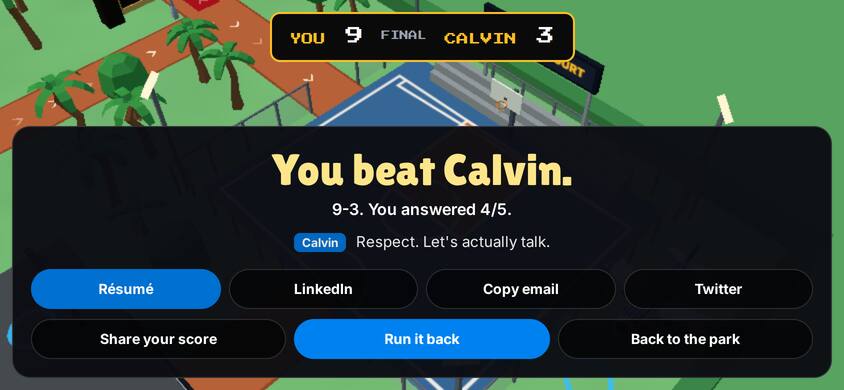 YOU 9 FINAL CALVIN 3
You beat Calvin.
9-3. You answered 4/5.
Calvin Respect. Let's actually talk.
Résumé LinkedIn Copy email Twitter
Share your score Run it back Back to the park